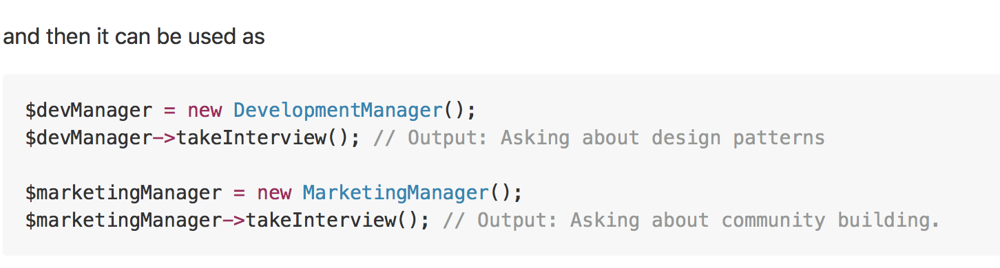 and then it can be used as
$devManager = new DevelopmentManager();
$devManager->takeInterview(); // Output: Asking about design patterns
$marketingManager = new MarketingManager();
$marketingManager->takeInterview(); // Output: Asking about community building.